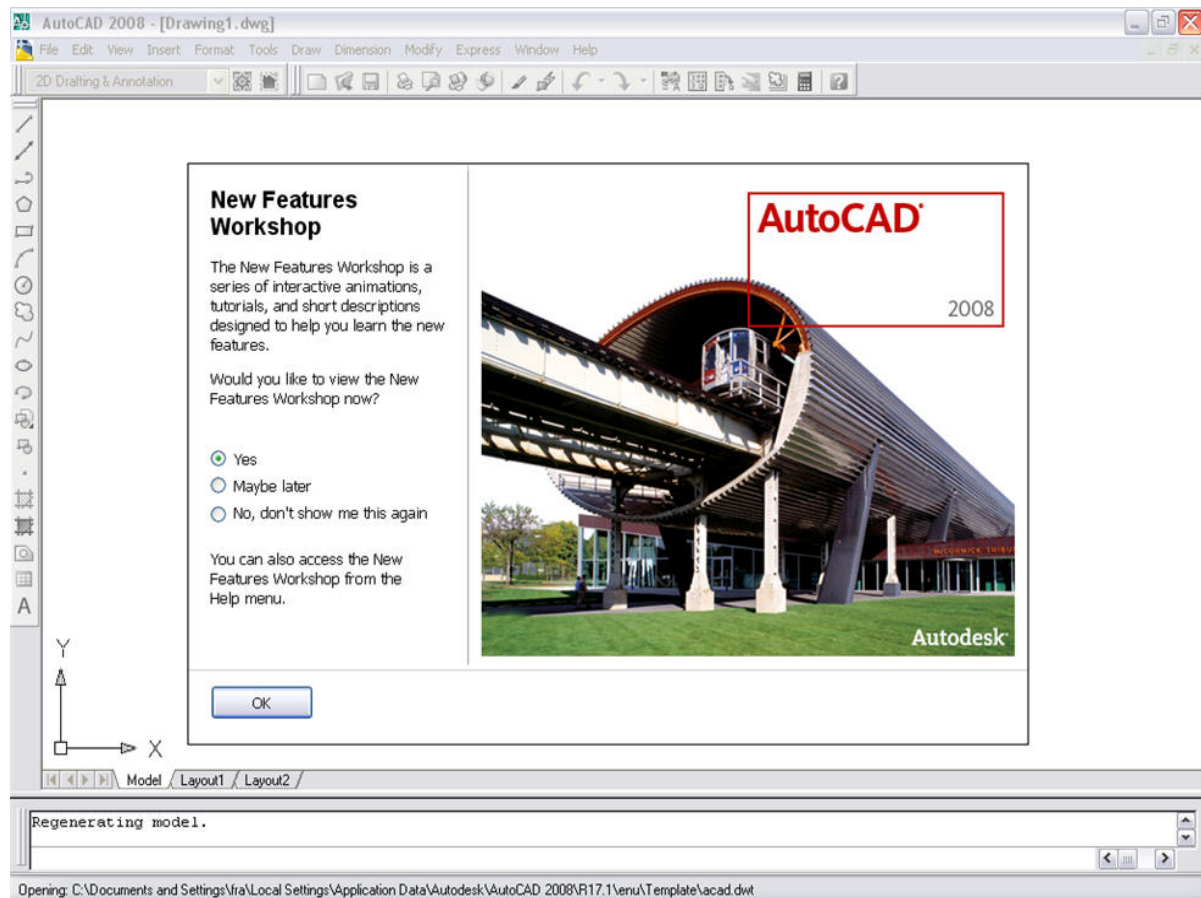 AutoCAD 2008 - [Drawing1.dwg]
File Edit View Insert Format Tools Draw Dimension Modify Express Window Help
2D Drafting & Annotation
New Features
Workshop
The New Features Workshop is a
series of interactive animations,
tutorials, and short descriptions
designed to help you learn the new
features.
Would you like to view the New
Features Workshop now?
Yes
Maybe later
No, don't show me this again
You can also access the New
Features Workshop from the
Help menu.
OK
AutoCAD
2008
McCORMICK TRIBU
Autodesk
A
Y
X
Model Layout1 Layout2
Regenerating model.
Opening: C:\Documents and Settings\fra\Local Settings\Application Data\Autodesk\AutoCAD 2008\R17.1\enu\Template\acad.dwt